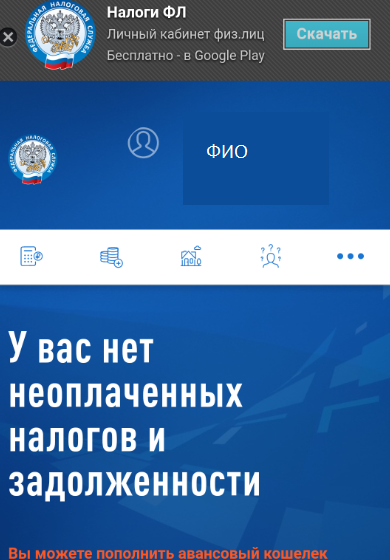 Налоги ФЛ
Личный кабинет физ.лиц
Бесплатно - в Google Play
Скачать
ФЕДЕРАЛЬНАЯ НАЛОГОВАЯ СЛУЖБА
ФЕДЕРАЛЬНАЯ НАЛОГОВАЯ СЛУЖБА
ФИО
У вас нет
неоплаченных
налогов и
задолженности
Вы можете пополнить авансовый кошелек